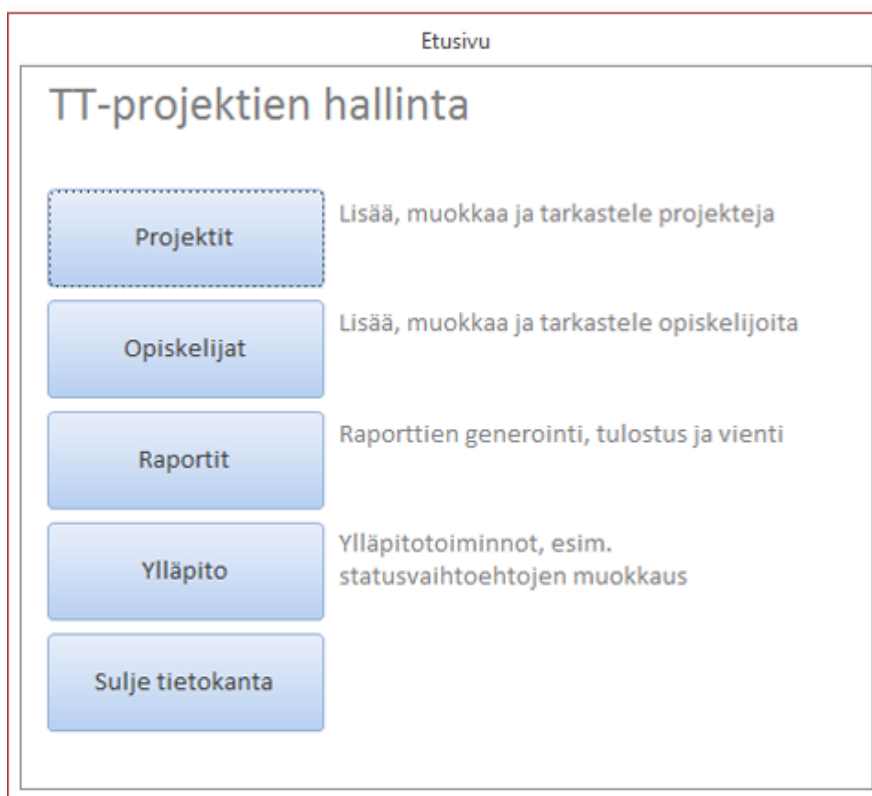 Etusivu
TT-projektien hallinta
Projektit
Lisää, muokkaa ja tarkastele projekteja
Opiskelijat
Lisää, muokkaa ja tarkastele opiskelijoita
Raportit
Raporttien generointi, tulostus ja vienti
Ylläpito
Ylläpitotoiminnot, esim.
statusvaihtoehtojen muokkaus
Sulje tietokanta